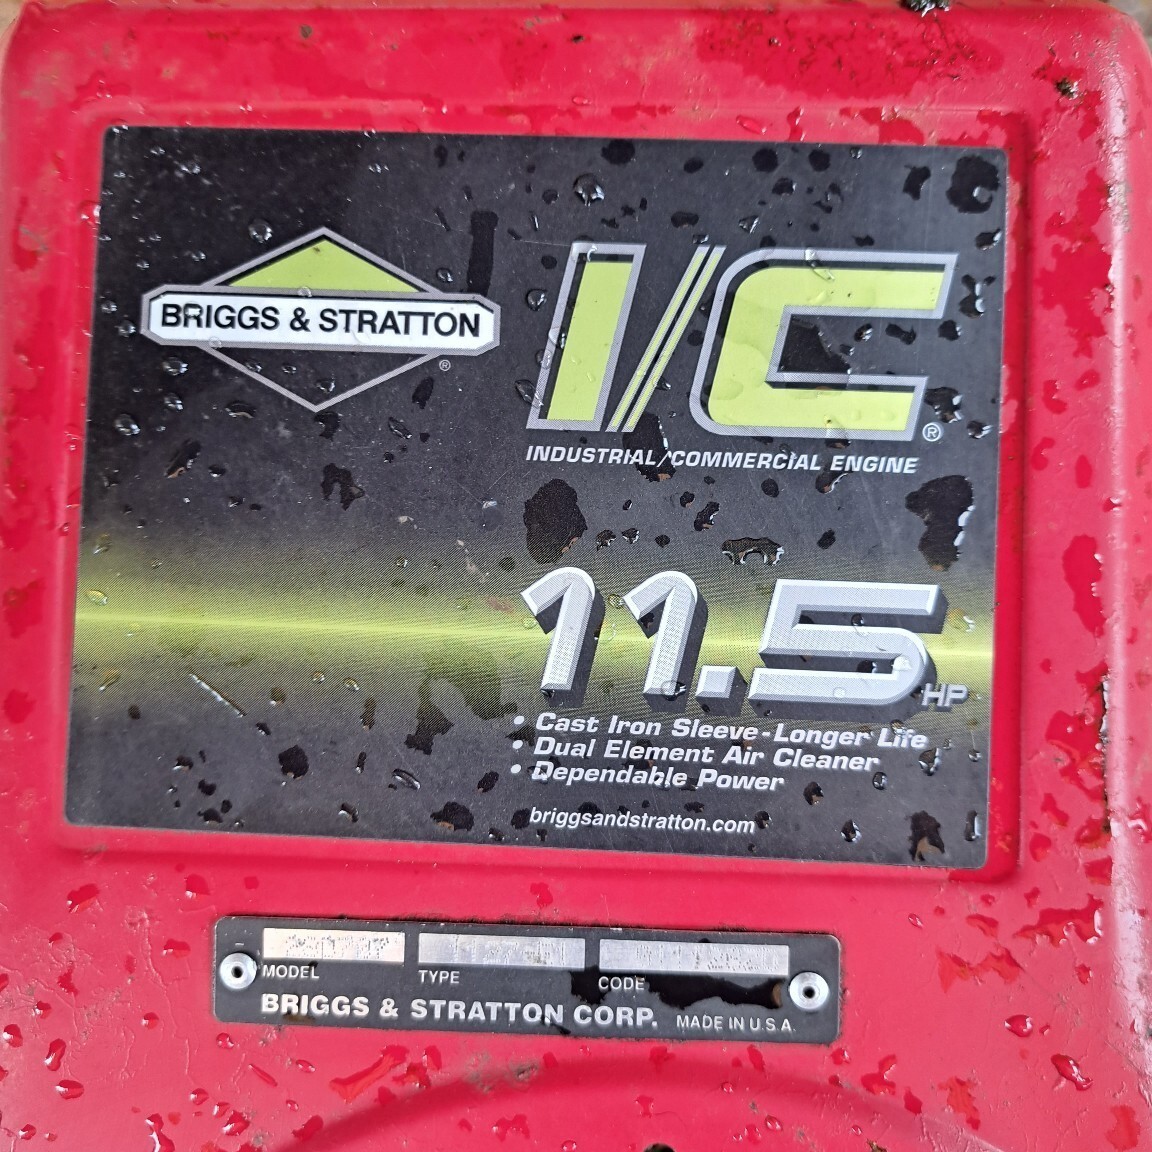 BRIGGS & STRATTON
®
I/C
®
INDUSTRIAL/COMMERCIAL ENGINE
11.5
HP
• Cast Iron Sleeve-Longer Life
• Dual Element Air Cleaner
• Dependable Power
briggsandstratton.com
MODEL TYPE CODE
BRIGGS & STRATTON CORP. MADE IN U.S.A.